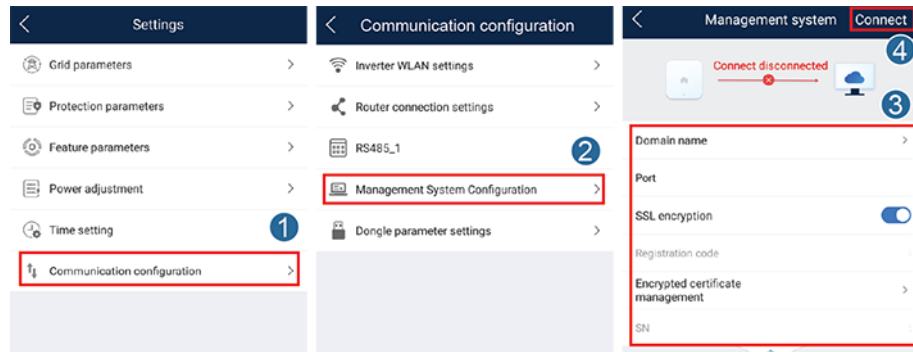 Settings
Grid parameters
Protection parameters
Feature parameters
Power adjustment
Time setting
1
Communication configuration
Communication configuration
Inverter WLAN settings
Router connection settings
RS485_1
2
Management System Configuration
Dongle parameter settings
Management system
Connect
4
Connect disconnected
3
Domain name
Port
SSL encryption
Registration code
Encrypted certificate
management
SN